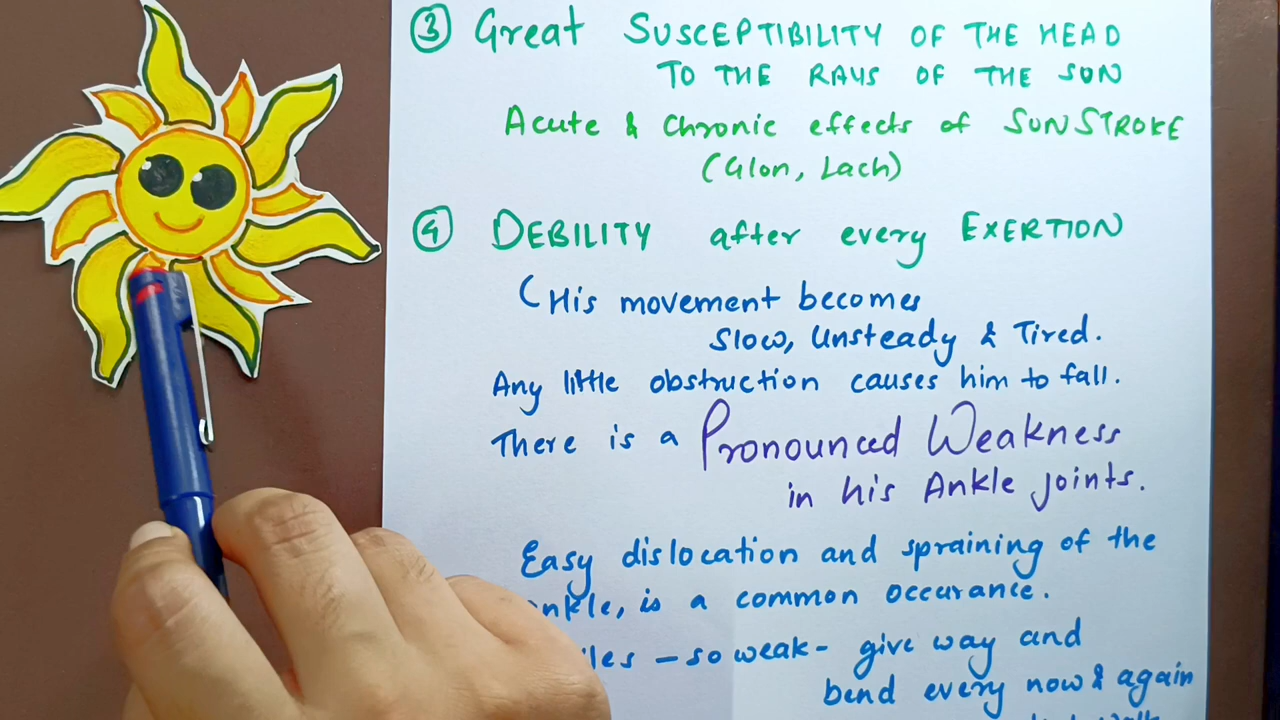 ③ Great SUSCEPTIBILITY OF THE HEAD
TO THE RAYS OF THE SUN
Acute & Chronic effects of SUNSTROKE
(Glon, Lach)
④ DEBILITY after every EXERTION
(His movement becomes
Slow, Unsteady & Tired.
Any little obstruction causes him to fall.
There is a Pronounced Weakness
in his Ankle joints.
Easy dislocation and spraining of the
ankle, is a common occurance.
– so weak – give way and
bend every now & again